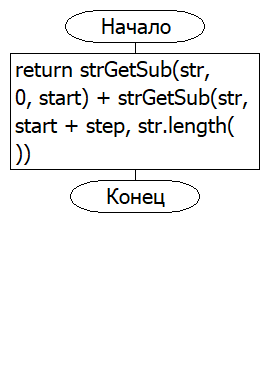 Начало
return strGetSub(str,
0, start) + strGetSub(str,
start + step, str.length(
))
Конец